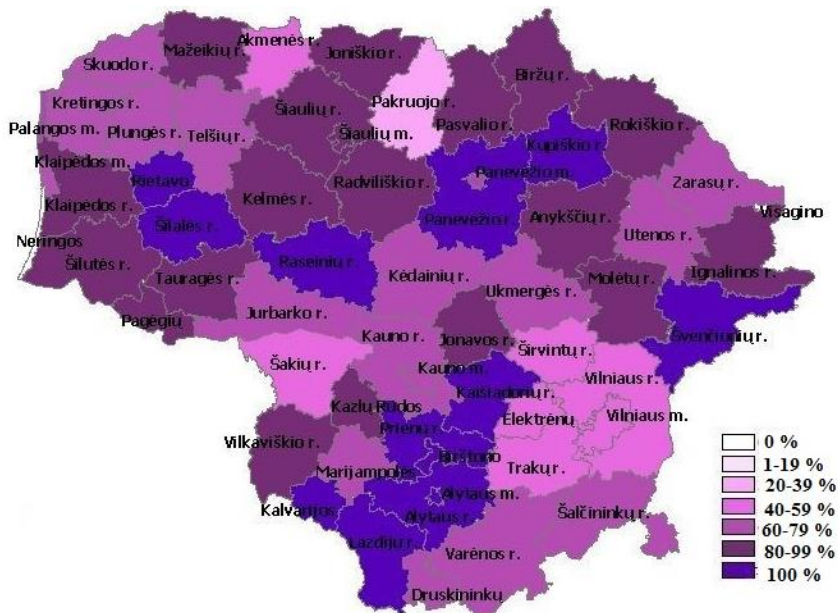 Akmenės r.
Mažeikių r.
Joniškio r.
Skuodo r.
Biržų r.
Kretingos r.
Šiaulių r.
Pakruojo r.
Palangos m.
Plungės r.
Telšių r.
Šiaulių m.
Pasvalio r.
Rokiškio r.
Kupiškio r.
Klaipėdos m.
Rietavo
Radviliškio r.
Panevėžio m.
Zarasų r.
Klaipėdos r.
Kelmės r.
Panevėžio r.
Anykščių r.
Visagino
Šilalės r.
Utenos r.
Neringos
Šilutės r.
Raseinių r.
Kėdainių r.
Tauragės r.
Molėtų r.
Ignalinos r.
Ukmergės r.
Pagėgių
Jurbarko r.
Kauno r.
Jonavos r.
Švenčionių r.
Širvintų r.
Šakių r.
Kauno m.
Vilniaus r.
Kaišiadorių r.
Kazlų Rūdos
Elektrėnų
Vilniaus m.
Prienų r.
Vilkaviškio r.
Birštono
Marijampolės
Trakų r.
Alytaus m.
Kalvarijos
Alytaus r.
Šalčininkų r.
Lazdijų r.
Varėnos r.
Druskininkų
0 %
1-19 %
20-39 %
40-59 %
60-79 %
80-99 %
100 %